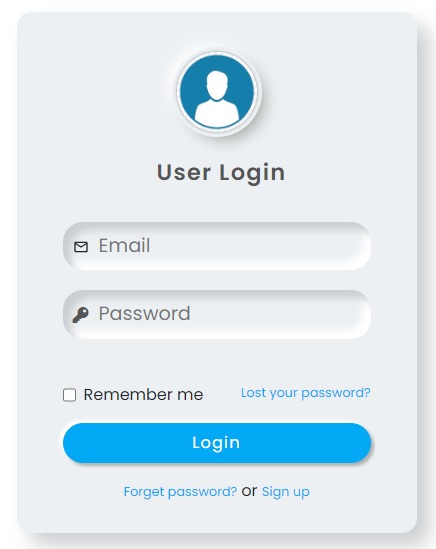 User Login
Email
Password
Remember me Lost your password?
Login
Forget password? or Sign up